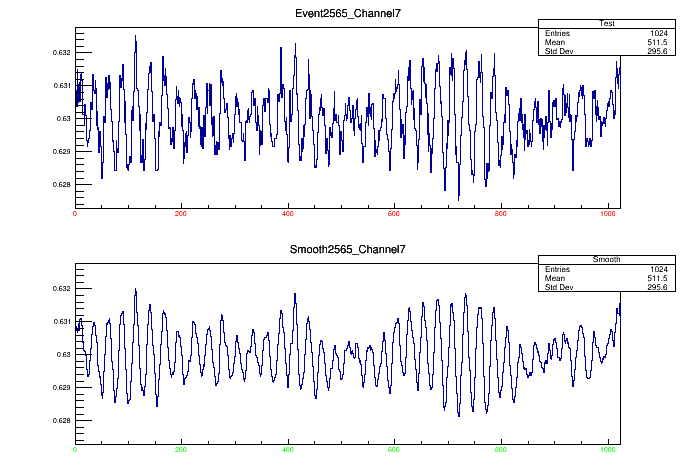 Event2565_Channel7
Test
Entries 1024
Mean 511.5
Std Dev 295.6
0.632
0.631
0.63
0.629
0.628
0 200 400 600 800 1000
Smooth2565_Channel7
Smooth
Entries 1024
Mean 511.5
Std Dev 295.6
0.632
0.631
0.63
0.629
0.628
0 200 400 600 800 1000